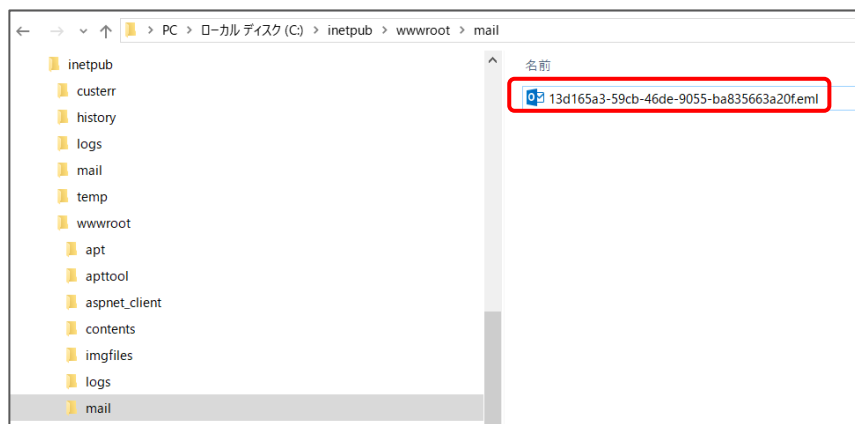 PC > ローカル ディスク (C:) > inetpub > wwwroot > mail
inetpub
custerr
history
logs
mail
temp
wwwroot
apt
apttool
aspnet_client
contents
imgfiles
logs
mail
名前
13d165a3-59cb-46de-9055-ba835663a20f.eml